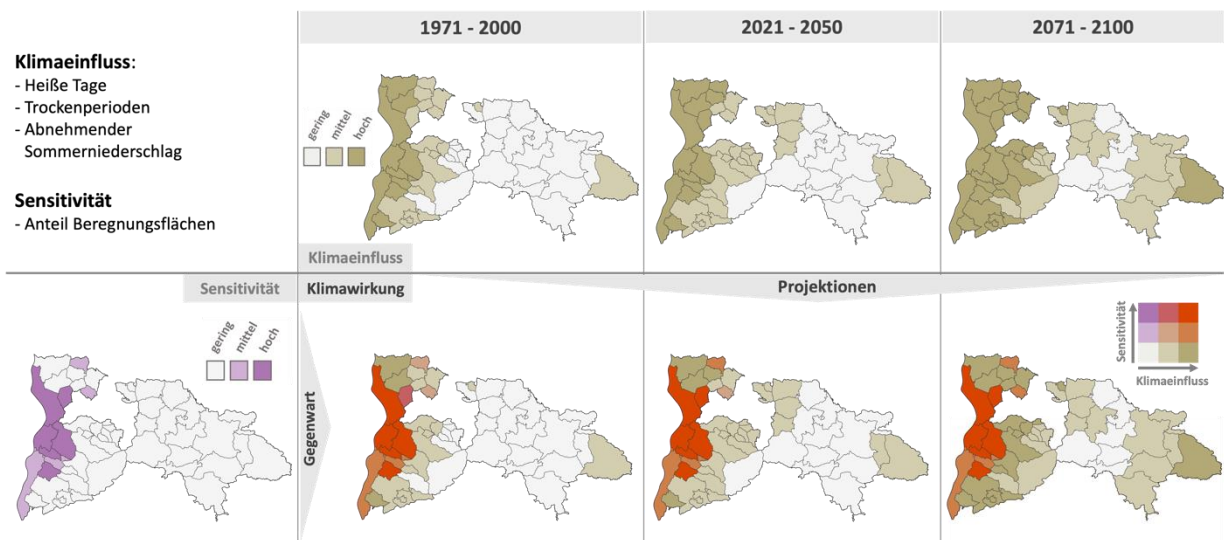 1971 - 2000
2021 - 2050
2071 - 2100
Klimaeinfluss:
- Heiße Tage
- Trockenperioden
- Abnehmender
Sommerniederschlag
Sensitivität
- Anteil Beregnungsflächen
gering
mittel
hoch
Klimaeinfluss
Sensitivität
Klimawirkung
Projektionen
gering
mittel
hoch
Gegenwart
Sensitivität
Klimaeinfluss